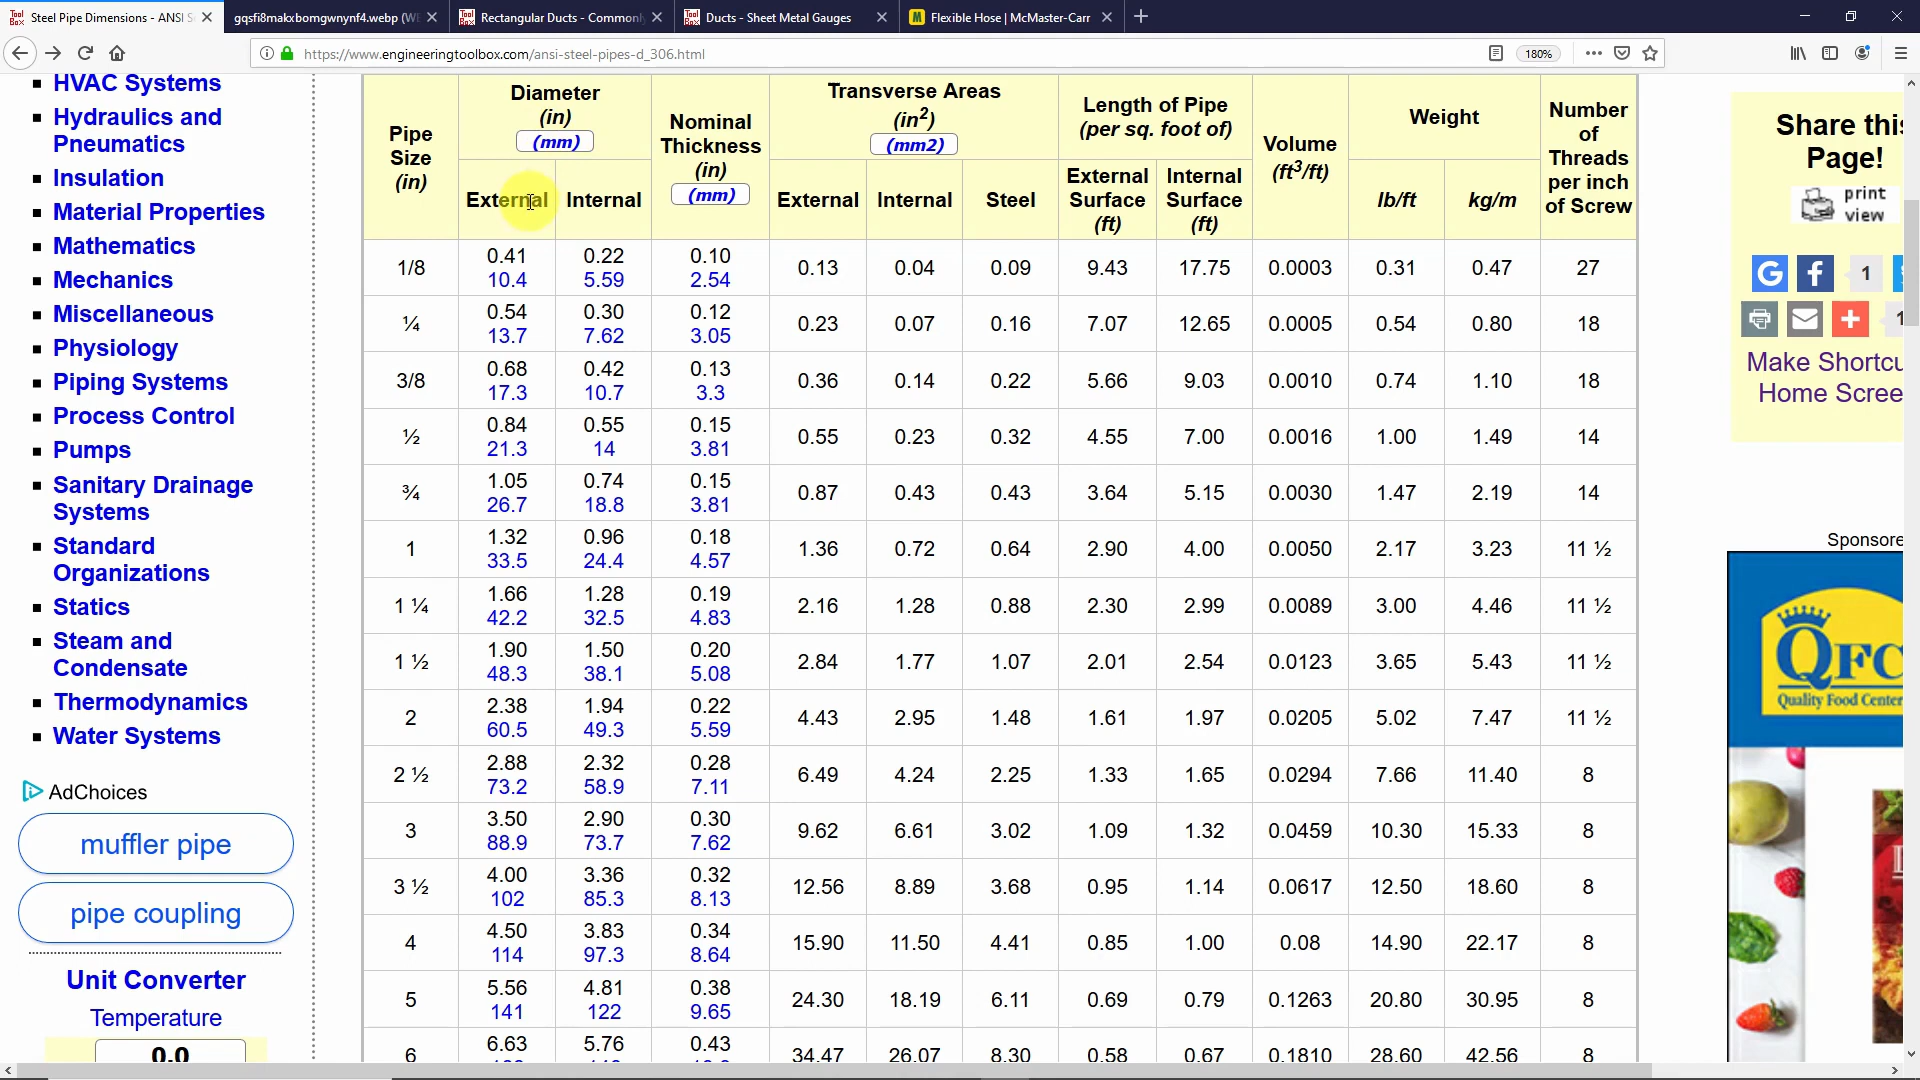 Steel Pipe Dimensions - ANSI S
gqsfi8makxbomgwnynf4.webp (W
Rectangular Ducts - Commonly
Ducts - Sheet Metal Gauges
Flexible Hose | McMaster-Carr
https://www.engineeringtoolbox.com/ansi-steel-pipes-d_306.html
180%
HVAC Systems
Hydraulics and
Pneumatics
Insulation
Material Properties
Mathematics
Mechanics
Miscellaneous
Physiology
Piping Systems
Process Control
Pumps
Sanitary Drainage
Systems
Standard
Organizations
Statics
Steam and
Condensate
Thermodynamics
Water Systems
AdChoices
muffler pipe
pipe coupling
Unit Converter
Temperature
0.0
Pipe
Size
(in)
Diameter
(in)
(mm)
External Internal
Nominal
Thickness
(in)
(mm)
Transverse Areas
(in2)
(mm2)
External Internal Steel
Length of Pipe
(per sq. foot of)
External
Surface
(ft)
Internal
Surface
(ft)
Volume
(ft3/ft)
Weight
lb/ft kg/m
Number
of
Threads
per inch
of Screw
1/8 0.41 0.22 0.10 0.13 0.04 0.09 9.43 17.75 0.0003 0.31 0.47 27
10.4 5.59 2.54
¼ 0.54 0.30 0.12 0.23 0.07 0.16 7.07 12.65 0.0005 0.54 0.80 18
13.7 7.62 3.05
3/8 0.68 0.42 0.13 0.36 0.14 0.22 5.66 9.03 0.0010 0.74 1.10 18
17.3 10.7 3.3
½ 0.84 0.55 0.15 0.55 0.23 0.32 4.55 7.00 0.0016 1.00 1.49 14
21.3 14 3.81
¾ 1.05 0.74 0.15 0.87 0.43 0.43 3.64 5.15 0.0030 1.47 2.19 14
26.7 18.8 3.81
1 1.32 0.96 0.18 1.36 0.72 0.64 2.90 4.00 0.0050 2.17 3.23 11 ½
33.5 24.4 4.57
1 ¼ 1.66 1.28 0.19 2.16 1.28 0.88 2.30 2.99 0.0089 3.00 4.46 11 ½
42.2 32.5 4.83
1 ½ 1.90 1.50 0.20 2.84 1.77 1.07 2.01 2.54 0.0123 3.65 5.43 11 ½
48.3 38.1 5.08
2 2.38 1.94 0.22 4.43 2.95 1.48 1.61 1.97 0.0205 5.02 7.47 11 ½
60.5 49.3 5.59
2 ½ 2.88 2.32 0.28 6.49 4.24 2.25 1.33 1.65 0.0294 7.66 11.40 8
73.2 58.9 7.11
3 3.50 2.90 0.30 9.62 6.61 3.02 1.09 1.32 0.0459 10.30 15.33 8
88.9 73.7 7.62
3 ½ 4.00 3.36 0.32 12.56 8.89 3.68 0.95 1.14 0.0617 12.50 18.60 8
102 85.3 8.13
4 4.50 3.83 0.34 15.90 11.50 4.41 0.85 1.00 0.08 14.90 22.17 8
114 97.3 8.64
5 5.56 4.81 0.38 24.30 18.19 6.11 0.69 0.79 0.1263 20.80 30.95 8
141 122 9.65
6 6.63 5.76 0.43 34.47 26.07 8.30 0.58 0.67 0.1810 28.60 42.56 8
Share this
Page!
print
view
1
Make Shortcu
Home Scree
Sponsore
QFC
Quality Food Center